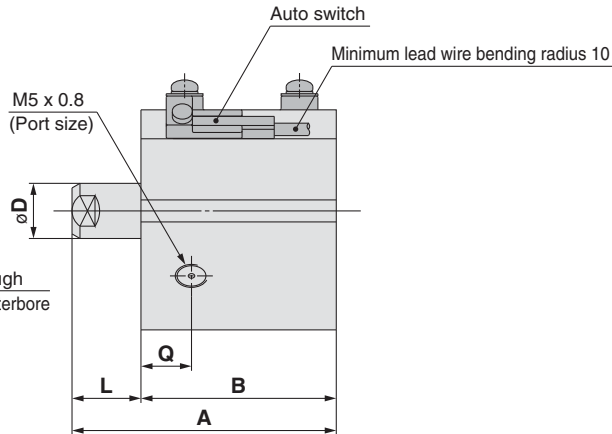 Auto switch
Minimum lead wire bending radius 10
M5 x 0.8
(Port size)
øD
Q
L
B
A